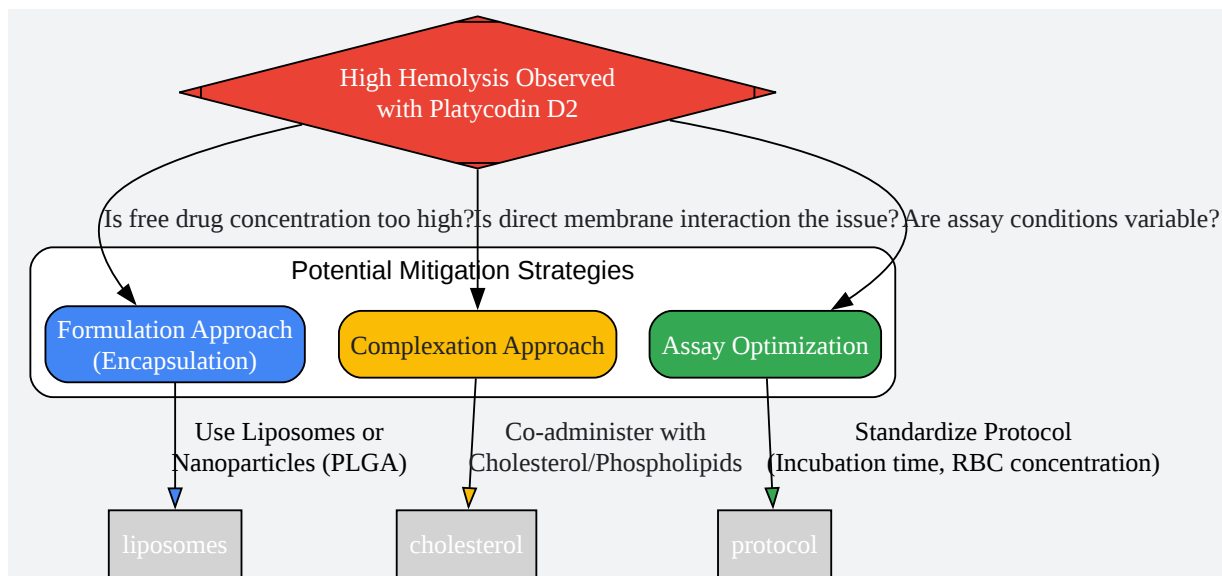 High Hemolysis Observed
with Platycodin D2
Is free drug concentration too high?
Is direct membrane interaction the issue?
Are assay conditions variable?
Potential Mitigation Strategies
Formulation Approach
(Encapsulation)
Complexation Approach
Assay Optimization
Use Liposomes or
Nanoparticles (PLGA)
Co-administer with
Cholesterol/Phospholipids
Standardize Protocol
(Incubation time, RBC concentration)
liposomes
cholesterol
protocol